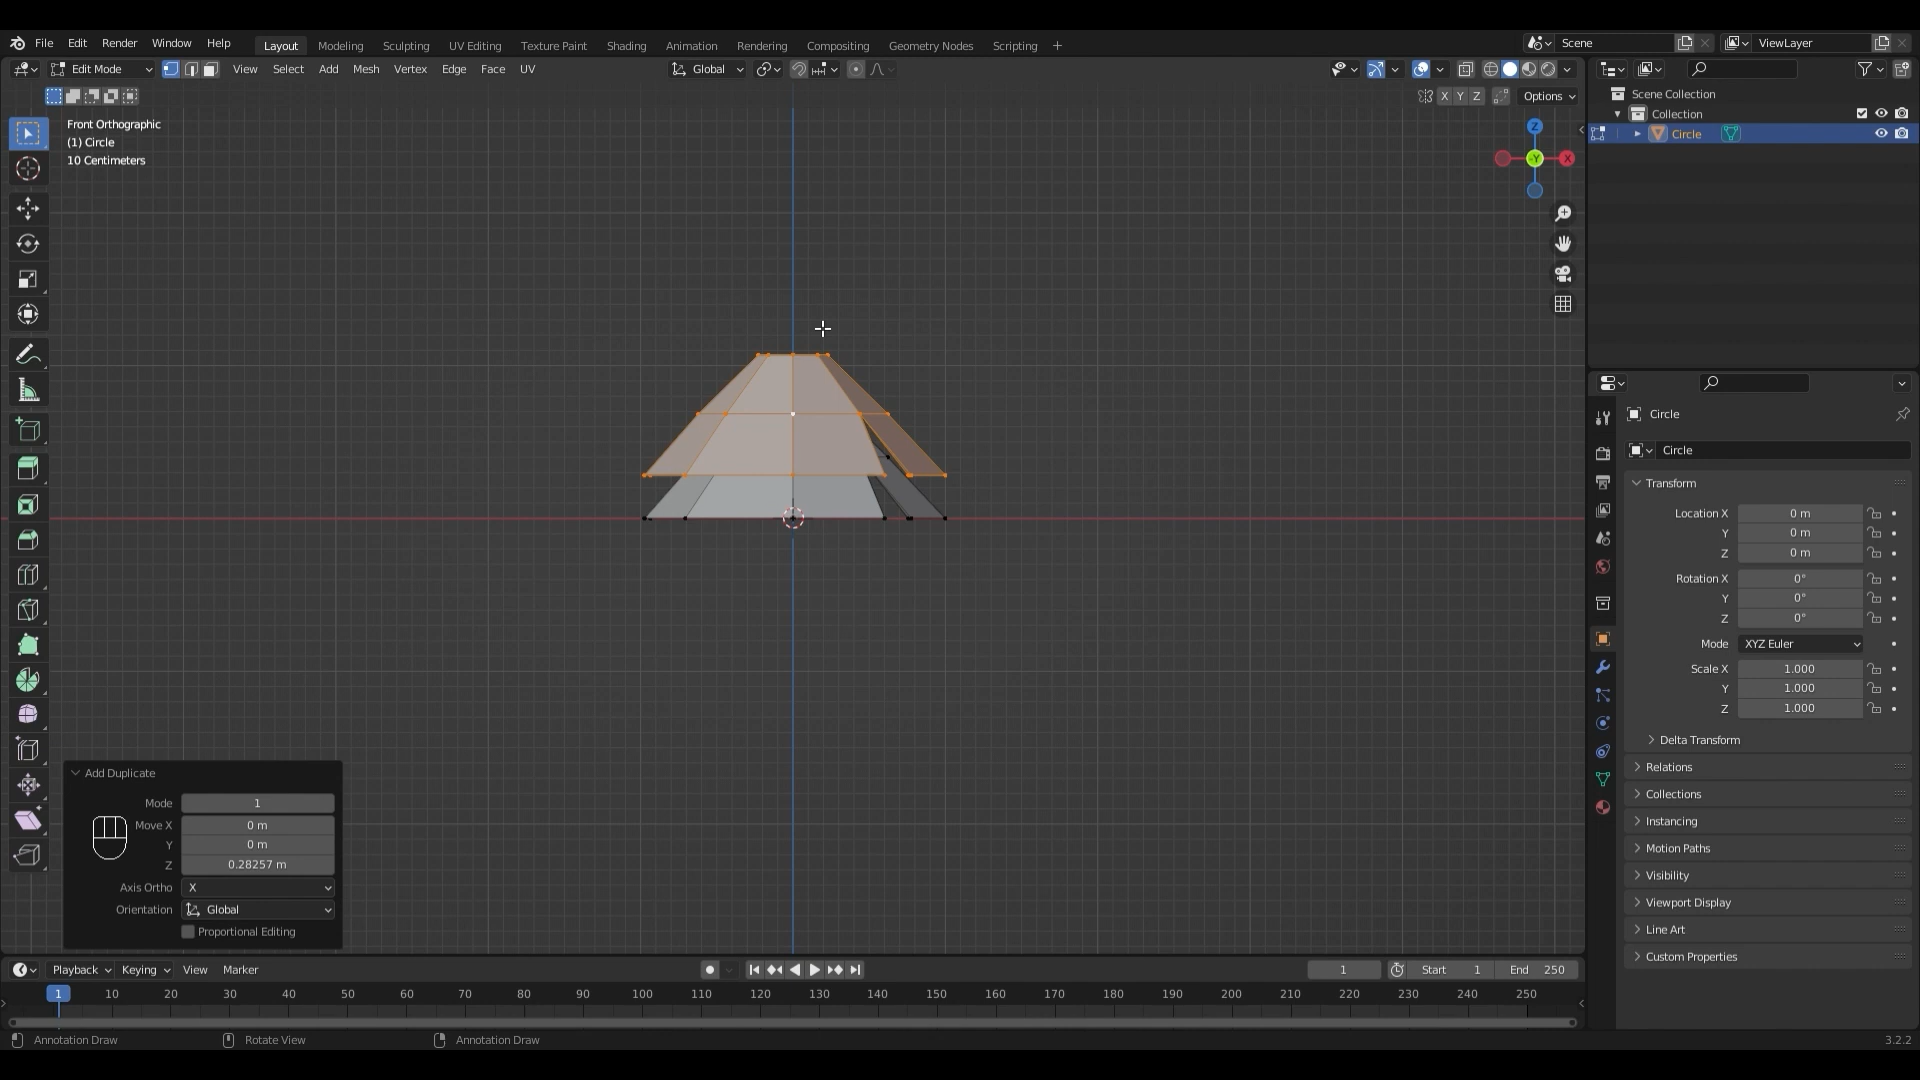 File Edit Render Window Help Layout Modeling Sculpting UV Editing Texture Paint Shading Animation Rendering Compositing Geometry Nodes Scripting + Scene ViewLayer
Edit Mode View Select Add Mesh Vertex Edge Face UV Global
X Y Z Options
Scene Collection
Collection
Circle
Front Orthographic
(1) Circle
10 Centimeters
Z
-Y X
Circle
Circle
Transform
Location X 0 m
Y 0 m
Z 0 m
Rotation X 0°
Y 0°
Z 0°
Mode XYZ Euler
Scale X 1.000
Y 1.000
Z 1.000
Delta Transform
Relations
Collections
Instancing
Motion Paths
Visibility
Viewport Display
Line Art
Custom Properties
Add Duplicate
Mode 1
Move X 0 m
Y 0 m
Z 0.28257 m
Axis Ortho X
Orientation Global
Proportional Editing
Playback Keying View Marker 1 Start 1 End 250
1 10 20 30 40 50 60 70 80 90 100 110 120 130 140 150 160 170 180 190 200 210 220 230 240 250
Annotation Draw Rotate View Annotation Draw 3.2.2